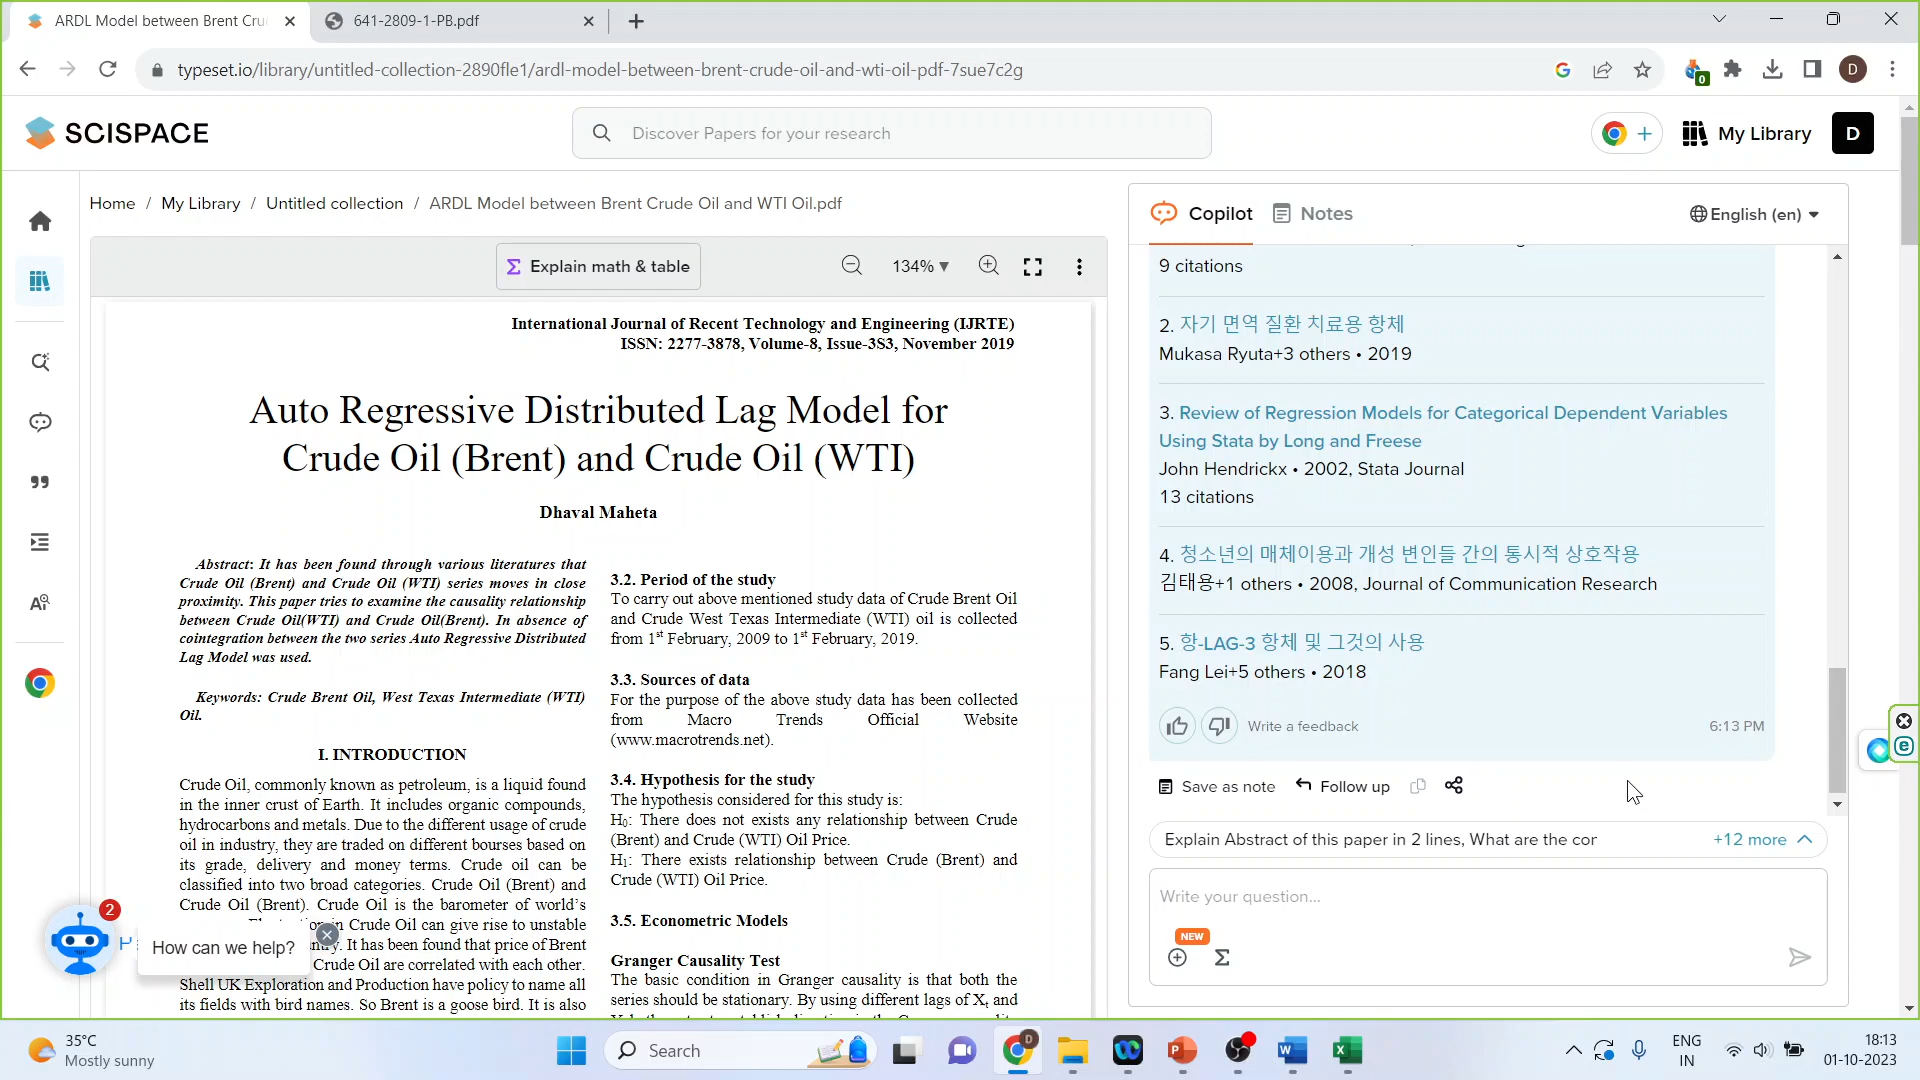 ARDL Model between Brent Cru
641-2809-1-PB.pdf
typeset.io/library/untitled-collection-2890fle1/ardl-model-between-brent-crude-oil-and-wti-oil-pdf-7sue7c2g
0
D
SCISPACE
Discover Papers for your research
My Library
D
Home / My Library / Untitled collection / ARDL Model between Brent Crude Oil and WTI Oil.pdf
Explain math & table
134%
International Journal of Recent Technology and Engineering (IJRTE)
ISSN: 2277-3878, Volume-8, Issue-3S3, November 2019
Auto Regressive Distributed Lag Model for
Crude Oil (Brent) and Crude Oil (WTI)
Dhaval Maheta
Abstract: It has been found through various literatures that
Crude Oil (Brent) and Crude Oil (WTI) series moves in close
proximity. This paper tries to examine the causality relationship
between Crude Oil(WTI) and Crude Oil(Brent). In absence of
cointegration between the two series Auto Regressive Distributed
Lag Model was used.
Keywords: Crude Brent Oil, West Texas Intermediate (WTI)
Oil.
I. INTRODUCTION
Crude Oil, commonly known as petroleum, is a liquid found
in the inner crust of Earth. It includes organic compounds,
hydrocarbons and metals. Due to the different usage of crude
oil in industry, they are traded on different bourses based on
its grade, delivery and money terms. Crude oil can be
classified into two broad categories. Crude Oil (Brent) and
Crude Oil (Brent). Crude Oil is the barometer of world's
in Crude Oil can give rise to unstable
It has been found that price of Brent
Crude Oil are correlated with each other.
Shell UK Exploration and Production have policy to name all
its fields with bird names. So Brent is a goose bird. It is also
3.2. Period of the study
To carry out above mentioned study data of Crude Brent Oil
and Crude West Texas Intermediate (WTI) oil is collected
from 1st February, 2009 to 1st February, 2019.
3.3. Sources of data
For the purpose of the above study data has been collected
from Macro Trends Official Website
(www.macrotrends.net).
3.4. Hypothesis for the study
The hypothesis considered for this study is:
H0: There does not exists any relationship between Crude
(Brent) and Crude (WTI) Oil Price.
H1: There exists relationship between Crude (Brent) and
Crude (WTI) Oil Price.
3.5. Econometric Models
Granger Causality Test
The basic condition in Granger causality is that both the
series should be stationary. By using different lags of Xt and
2
How can we help?
Copilot
Notes
English (en)
9 citations
2. 자기 면역 질환 치료용 항체
Mukasa Ryuta+3 others • 2019
3. Review of Regression Models for Categorical Dependent Variables
Using Stata by Long and Freese
John Hendrickx • 2002, Stata Journal
13 citations
4. 청소년의 매체이용과 개성 변인들 간의 통시적 상호작용
김태용+1 others • 2008, Journal of Communication Research
5. 항-LAG-3 항체 및 그것의 사용
Fang Lei+5 others • 2018
Write a feedback
6:13 PM
Save as note
Follow up
Explain Abstract of this paper in 2 lines, What are the cor
+12 more
Write your question...
NEW
35°C
Mostly sunny
Search
ENG
IN
18:13
01-10-2023